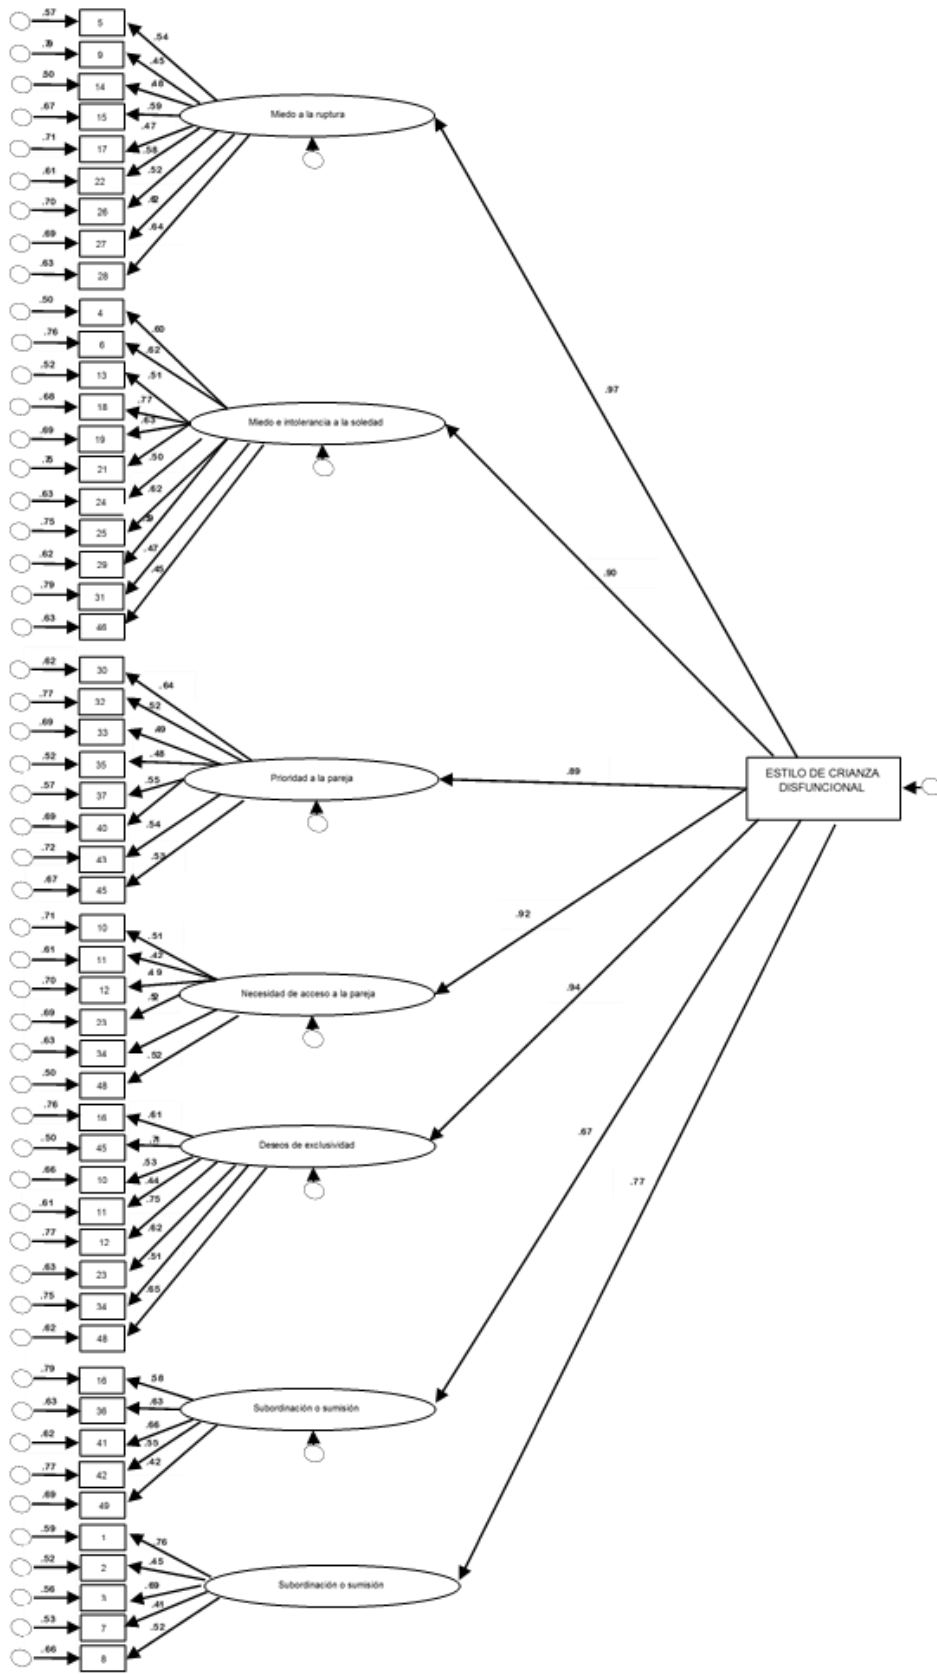 .57 5 .54
9 .45
.50 14 .46
.67 15 .59
.71 17 .47
.61 22 .58
.70 26 .52
.69 27
.63 28 .64
Miedo a la ruptura
.97
.50 4 .60
.76 6 .62
.52 13 .51
.68 18 .77
.69 19 .63
21 .50
.63 24 .62
.75 25
.62 29 .47
.79 31 .45
.63 46
Miedo e intolerancia a la soledad
.90
.62 30 .64
.77 32 .52
.69 33 .49
.52 35 .48
.57 37 .55
.69 40 .54
.72 43 .53
.67 45
Prioridad a la pareja
.89
ESTILO DE CRIANZA
DISFUNCIONAL
.71 10 .51
.61 11 .42
.70 12 .49
.69 23
.63 34 .52
.50 48
Necesidad de acceso a la pareja
.92
.94
.76 16 .61
.50 45
.66 10 .53
.61 11 .44
.77 12 .75
.63 23 .62
.75 34 .51
.62 48 .65
Deseos de exclusividad
.67
.77
.79 16 .58
.63 36 .63
.62 41 .66
.77 42 .55
.69 49 .42
Subordinación o sumisión
.59 1 .76
.52 2 .45
.56 3 .69
.53 7 .41
.66 8 .52
Subordinación o sumisión